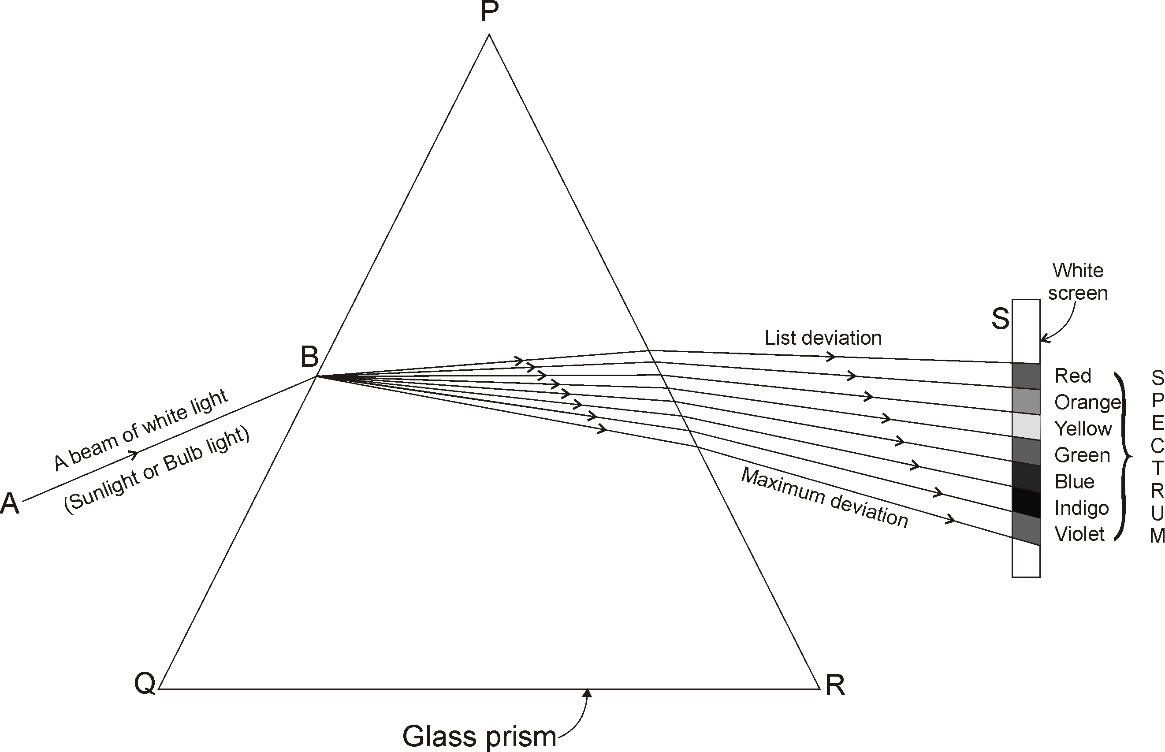 P
White
screen
S
List deviation
B
Red
Orange
Yellow
Green
Blue
Indigo
Violet
SPECTRUM
A beam of white light
(Sunlight or Bulb light)
A
Maximum deviation
Q
R
Glass prism